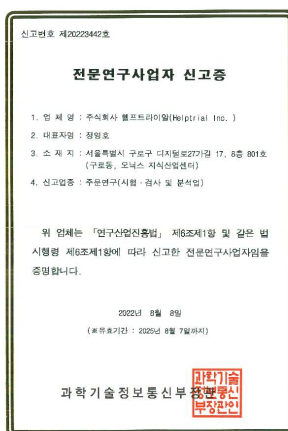 신고번호 제20223442호
전문연구사업자 신고증
1. 업 체 명 : 주식회사 헬프트라이알(Helptrial Inc. )
2. 대표자명 : 정영호
3. 소 재 지 : 서울특별시 구로구 디지털로27가길 17, 8층 801호
(구로동, 오닉스 지식산업센터)
4. 신고업종 : 주문연구(시험ㆍ검사 및 분석업)
위 업체는 「연구산업진흥법」 제6조제1항 및 같은 법
시행령 제6조제1항에 따라 신고한 전문연구사업자임을
증명합니다.
2022년 8월 8일
(※유효기간 : 2025년 8월 7일까지)
과학기술정보통신부장관
과학기술
정보통신
부장관인